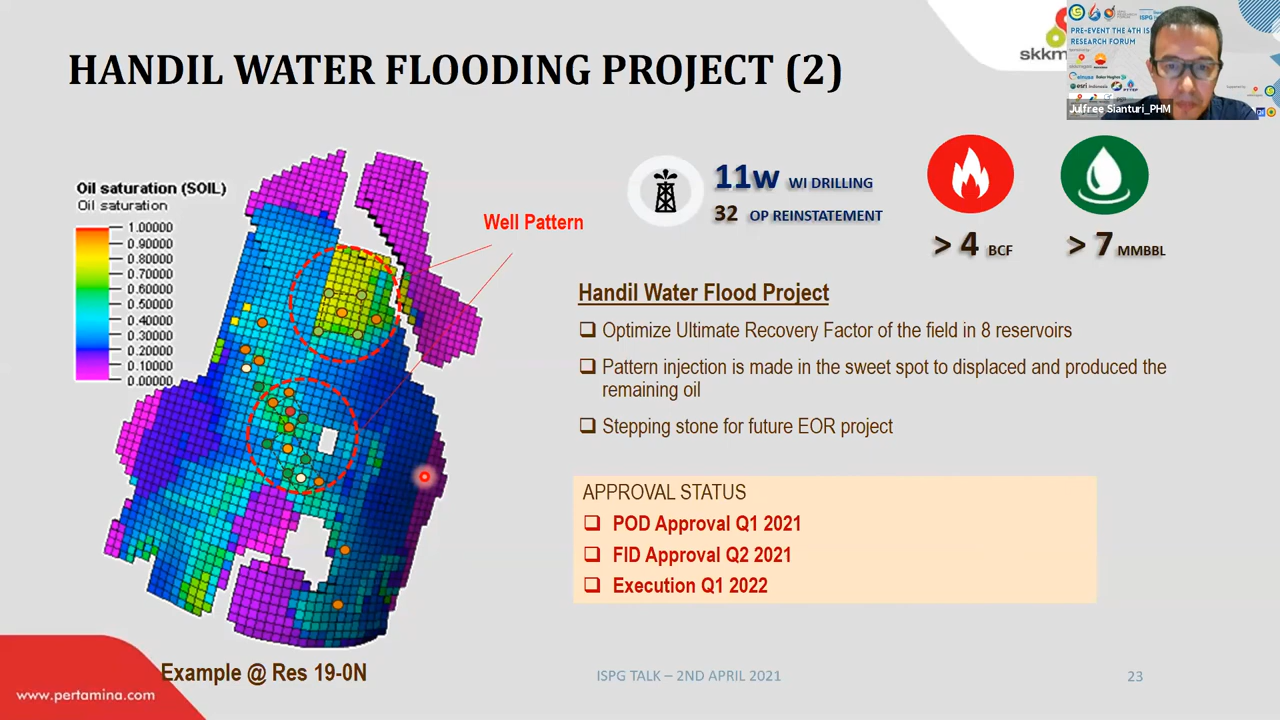 HANDIL WATER FLOODING PROJECT (2)
skkm
PRE-EVENT THE 4TH IS
RESEARCH FORUM
Julfree Sianturi_PHM
Oil saturation (SOIL)
Oil saturation
1.00000
0.90000
0.80000
0.70000
0.60000
0.50000
0.40000
0.30000
0.20000
0.10000
0.00000
Well Pattern
11w WI DRILLING
32 OP REINSTATEMENT
> 4 BCF
> 7 MMBBL
Handil Water Flood Project
Optimize Ultimate Recovery Factor of the field in 8 reservoirs
Pattern injection is made in the sweet spot to displaced and produced the
remaining oil
Stepping stone for future EOR project
APPROVAL STATUS
POD Approval Q1 2021
FID Approval Q2 2021
Execution Q1 2022
Example @ Res 19-0N
www.pertamina.com
ISPG TALK – 2ND APRIL 2021
23